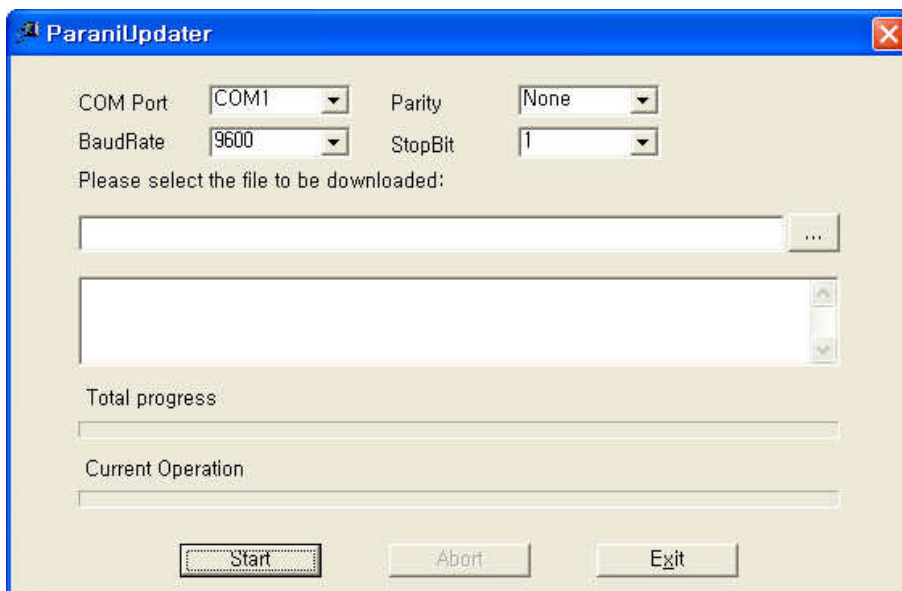 ParaniUpdater
COM Port COM1 Parity None
BaudRate 9600 StopBit 1
Please select the file to be downloaded:
...
Total progress
Current Operation
Start Abort Exit